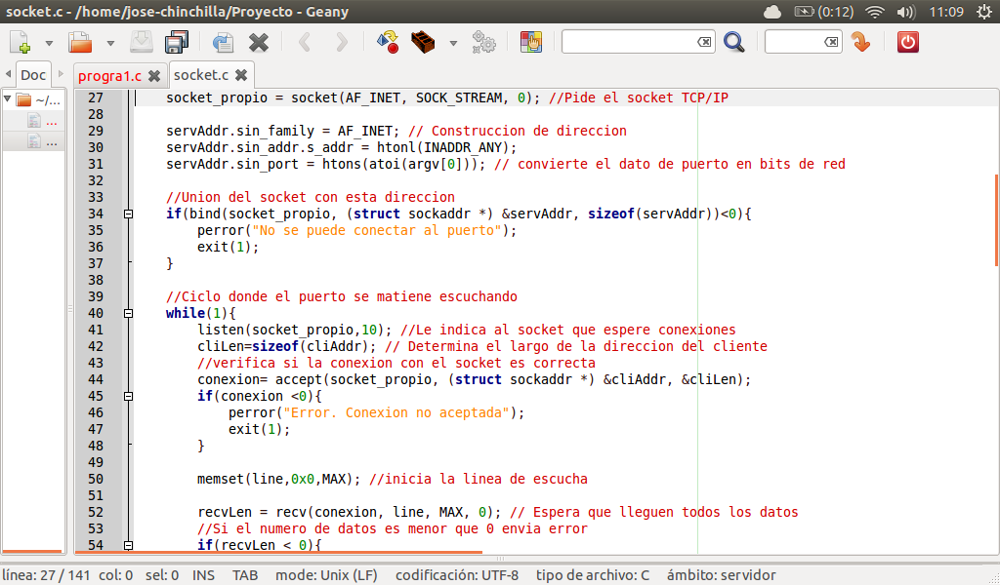 socket.c - /home/jose-chinchilla/Proyecto - Geany
(0:12)
11:09
Doc
progra1.c
socket.c
~/...
...
...
27 socket_propio = socket(AF_INET, SOCK_STREAM, 0); //Pide el socket TCP/IP
28
29 servAddr.sin_family = AF_INET; // Construccion de direccion
30 servAddr.sin_addr.s_addr = htonl(INADDR_ANY);
31 servAddr.sin_port = htons(atoi(argv[0])); // convierte el dato de puerto en bits de red
32
33 //Union del socket con esta direccion
34 if(bind(socket_propio, (struct sockaddr *) &servAddr, sizeof(servAddr))<0){
35 perror("No se puede conectar al puerto");
36 exit(1);
37 }
38
39 //Ciclo donde el puerto se matiene escuchando
40 while(1){
41 listen(socket_propio,10); //Le indica al socket que espere conexiones
42 cliLen=sizeof(cliAddr); // Determina el largo de la direccion del cliente
43 //verifica si la conexion con el socket es correcta
44 conexion= accept(socket_propio, (struct sockaddr *) &cliAddr, &cliLen);
45 if(conexion <0){
46 perror("Error. Conexion no aceptada");
47 exit(1);
48 }
49
50 memset(line,0x0,MAX); //inicia la linea de escucha
51
52 recvLen = recv(conexion, line, MAX, 0); // Espera que lleguen todos los datos
53 //Si el numero de datos es menor que 0 envia error
54 if(recvLen < 0){
línea: 27 / 141 col: 0 sel: 0 INS TAB mode: Unix (LF) codificación: UTF-8 tipo de archivo: C ámbito: servidor